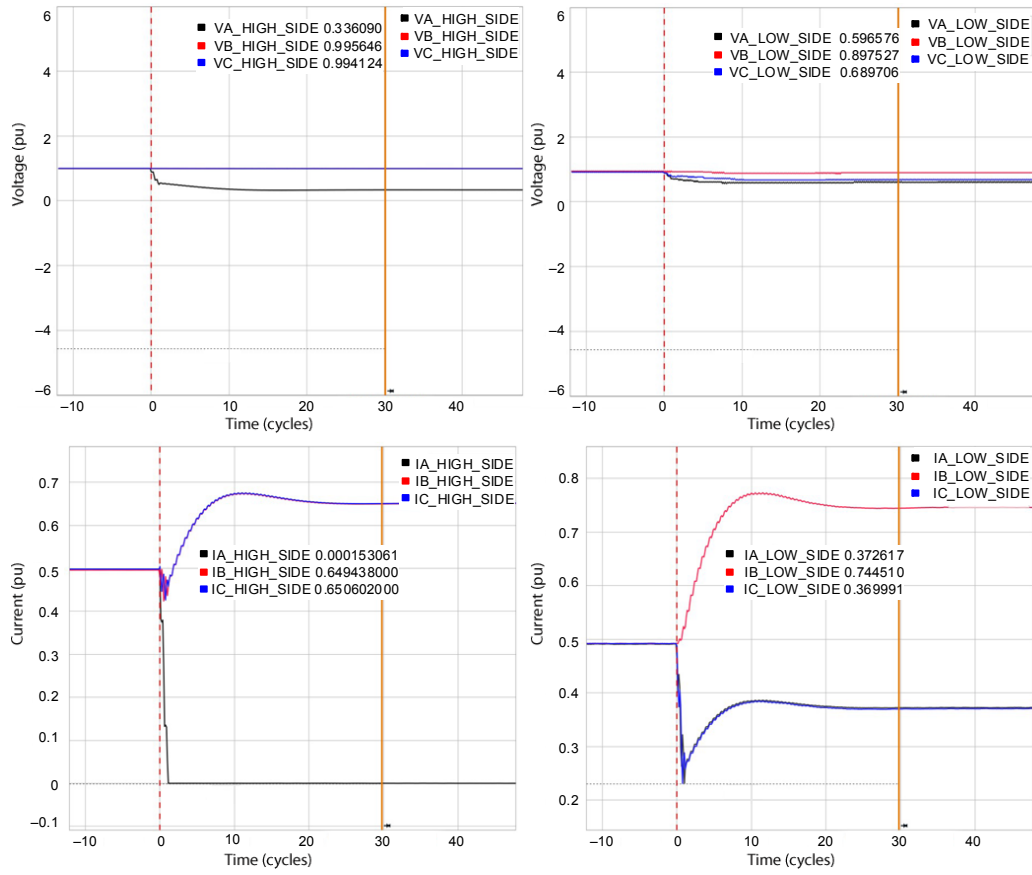 6
4
2
0
–2
–4
–6
Voltage (pu)
VA_HIGH_SIDE 0.336090
VB_HIGH_SIDE 0.995646
VC_HIGH_SIDE 0.994124
VA_HIGH_SIDE
VB_HIGH_SIDE
VC_HIGH_SIDE
–10 0 10 20 30 40
Time (cycles)
6
4
2
0
–2
–4
–6
Voltage (pu)
VA_LOW_SIDE 0.596576
VB_LOW_SIDE 0.897527
VC_LOW_SIDE 0.689706
VA_LOW_SIDE
VB_LOW_SIDE
VC_LOW_SIDE
–10 0 10 20 30 40
Time (cycles)
0.7
0.6
0.5
0.4
0.3
0.2
0.1
0
–0.1
Current (pu)
IA_HIGH_SIDE
IB_HIGH_SIDE
IC_HIGH_SIDE
IA_HIGH_SIDE 0.000153061
IB_HIGH_SIDE 0.649438000
IC_HIGH_SIDE 0.650602000
–10 0 10 20 30 40
Time (cycles)
0.8
0.7
0.6
0.5
0.4
0.3
0.2
Current (pu)
IA_LOW_SIDE
IB_LOW_SIDE
IC_LOW_SIDE
IA_LOW_SIDE 0.372617
IB_LOW_SIDE 0.744510
IC_LOW_SIDE 0.369991
–10 0 10 20 30 40
Time (cycles)